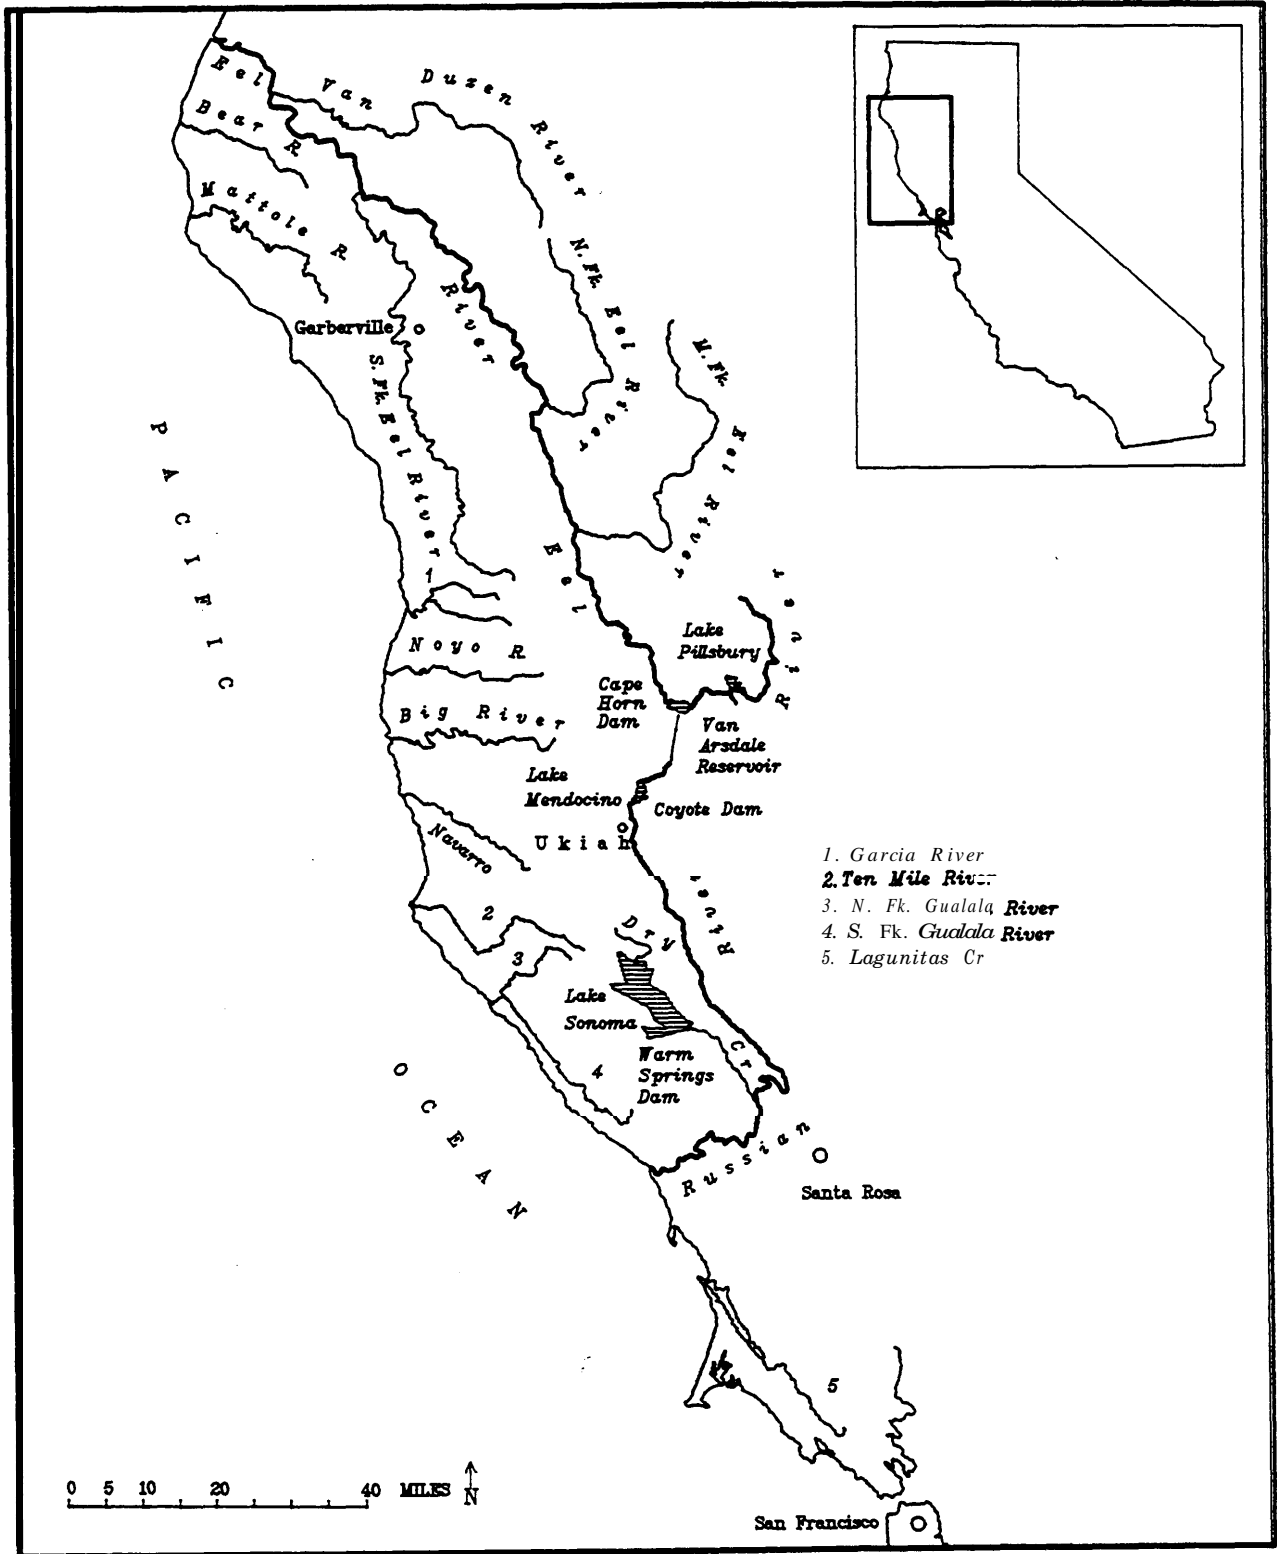 Eel
Van Duzen River
Bear R
Mattole R
N. Fk. Eel River
River
Garberville
S. Fk. Eel River
M. Fk. Eel River
PACIFIC
Eel
1
River
Noyo R
Lake
Pillsbury
Cape
Horn
Dam
Big River
Van
Arsdale
Reservoir
Lake
Mendocino
Coyote Dam
Ukiah
Navarro
1. Garcia River
2. Ten Mile River
3. N. Fk. Gualala River
4. S. Fk. Gualala River
5. Lagunitas Cr
2
Dry
River
3
Lake
Sonoma
Cr
Warm
Springs
Dam
4
OCEAN
Russian
Santa Rosa
5
0 5 10 20 40 MILES
N
San Francisco